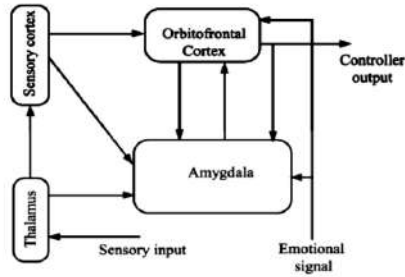 Sensory cortex
Orbitofrontal
Cortex
Controller
output
Amygdala
Thalamus
Sensory input
Emotional
signal